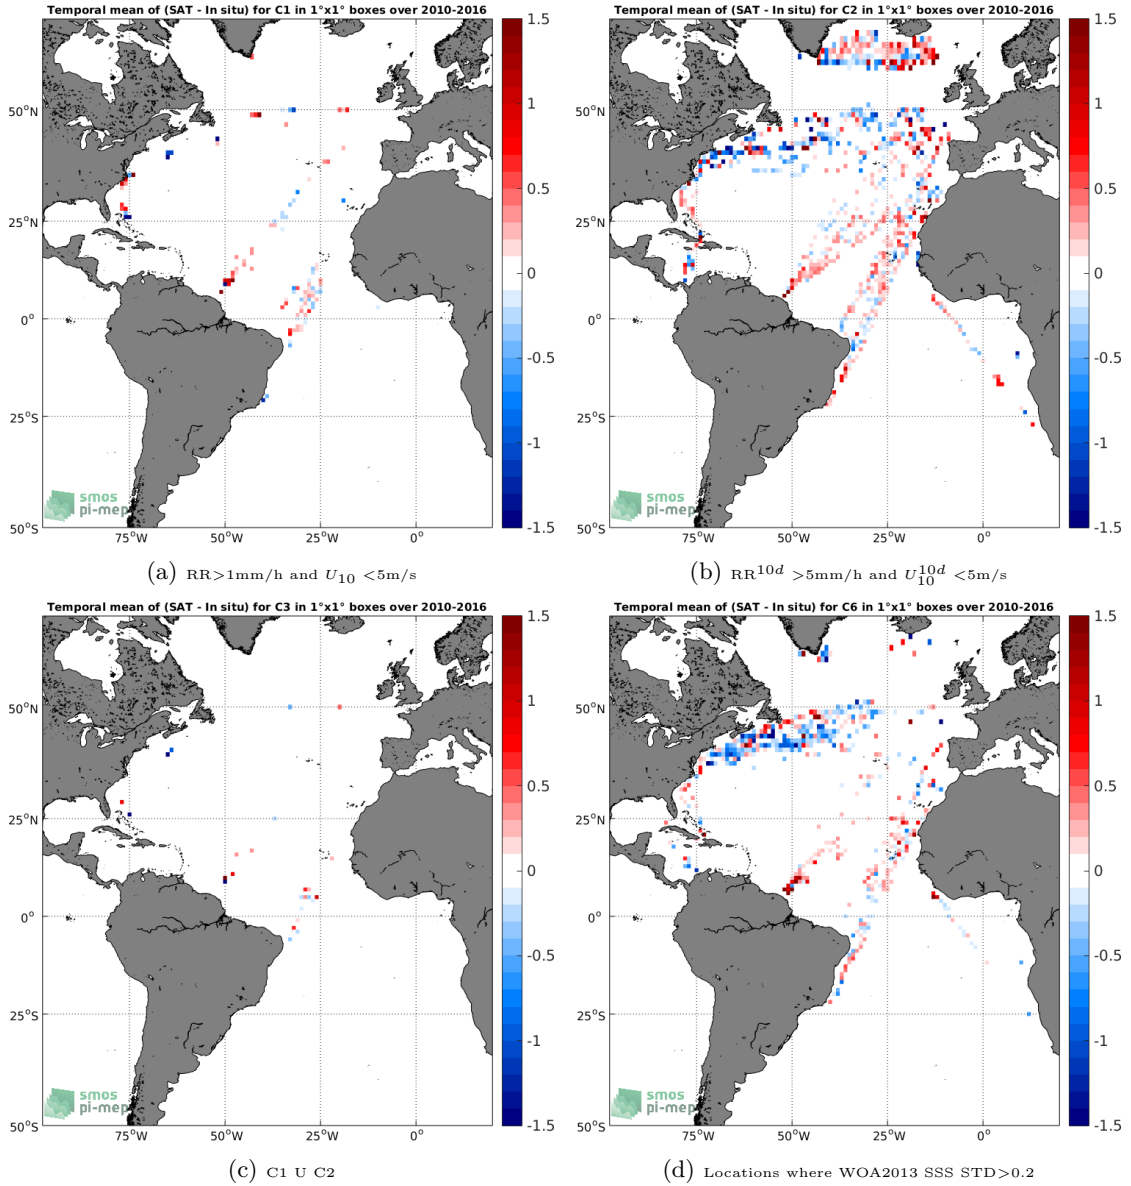 Temporal mean of (SAT - In situ) for C1 in 1°x1° boxes over 2010-2016
50°N
25°N
0°
25°S
50°S
75°W
50°W
25°W
0°
1.5
1
0.5
0
-0.5
-1
-1.5
smos
pi-mep
(a) RR>1mm/h and U10 <5m/s
Temporal mean of (SAT - In situ) for C2 in 1°x1° boxes over 2010-2016
50°N
25°N
0°
25°S
50°S
75°W
50°W
25°W
0°
1.5
1
0.5
0
-0.5
-1
-1.5
smos
pi-mep
(b) RR^10d >5mm/h and U10^10d <5m/s
Temporal mean of (SAT - In situ) for C3 in 1°x1° boxes over 2010-2016
50°N
25°N
0°
25°S
50°S
75°W
50°W
25°W
0°
1.5
1
0.5
0
-0.5
-1
-1.5
smos
pi-mep
(c) C1 U C2
Temporal mean of (SAT - In situ) for C6 in 1°x1° boxes over 2010-2016
50°N
25°N
0°
25°S
50°S
75°W
50°W
25°W
0°
1.5
1
0.5
0
-0.5
-1
-1.5
smos
pi-mep
(d) Locations where WOA2013 SSS STD>0.2